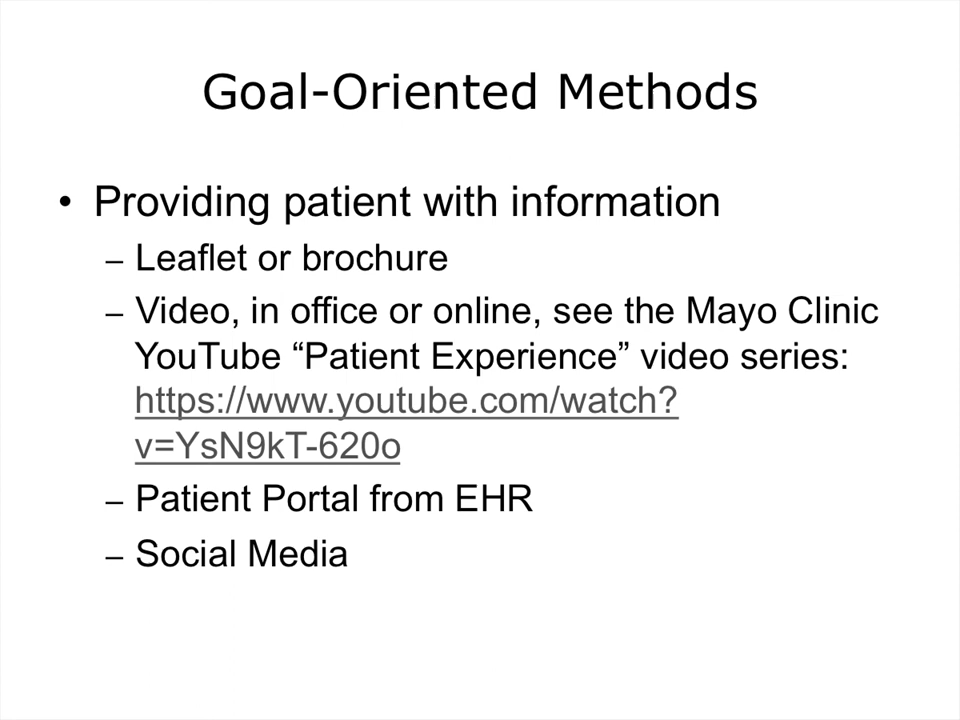 Goal-Oriented Methods
• Providing patient with information
– Leaflet or brochure
– Video, in office or online, see the Mayo Clinic
YouTube “Patient Experience” video series:
https://www.youtube.com/watch?
v=YsN9kT-620o
– Patient Portal from EHR
– Social Media